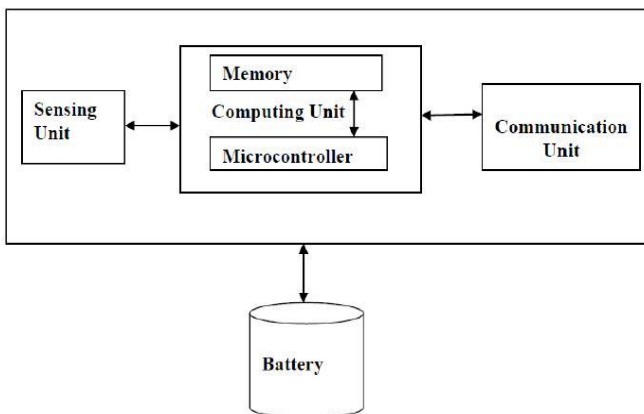 Memory
Sensing
Unit
Computing Unit
Microcontroller
Communication
Unit
Battery